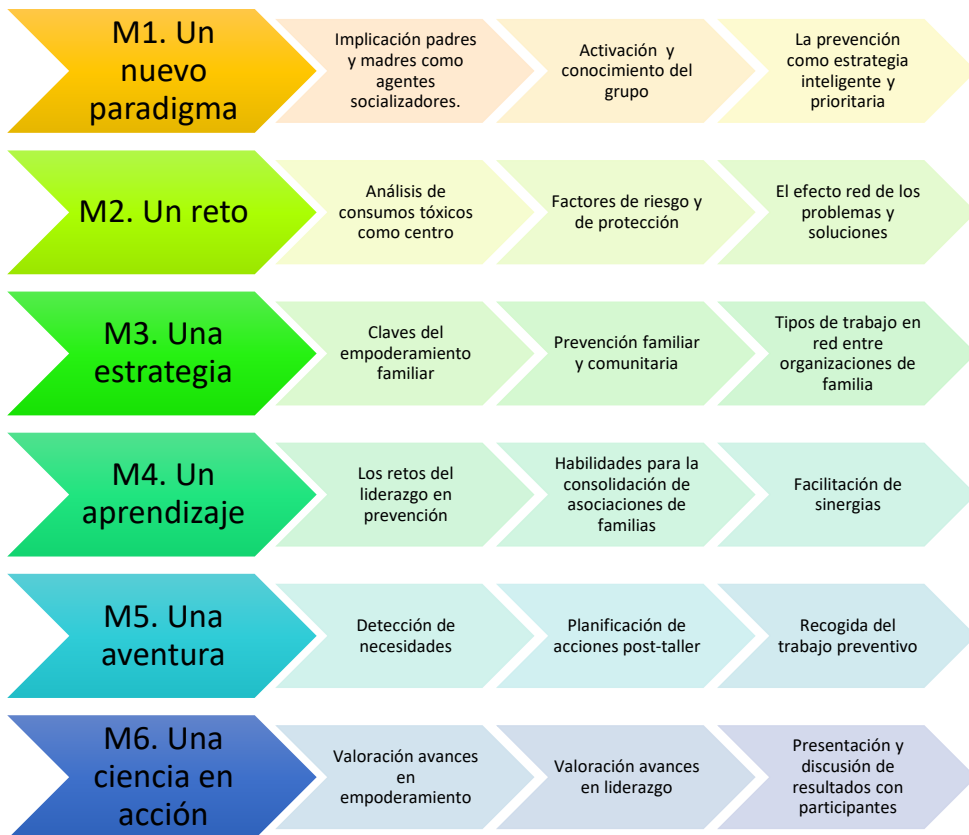 M1. Un
nuevo
paradigma
Implicación padres
y madres como
agentes
socializadores.
Activación y
conocimiento del
grupo
La prevención
como estrategia
inteligente y
prioritaria
M2. Un reto
Análisis de
consumos tóxicos
como centro
Factores de riesgo y
de protección
El efecto red de los
problemas y
soluciones
M3. Una
estrategia
Claves del
empoderamiento
familiar
Prevención familiar
y comunitaria
Tipos de trabajo en
red entre
organizaciones de
familia
M4. Un
aprendizaje
Los retos del
liderazgo en
prevención
Habilidades para la
consolidación de
asociaciones de
familias
Facilitación de
sinergias
M5. Una
aventura
Detección de
necesidades
Planificación de
acciones post-taller
Recogida del
trabajo preventivo
M6. Una
ciencia en
acción
Valoración avances
en
empoderamiento
Valoración avances
en liderazgo
Presentación y
discusión de
resultados con
participantes